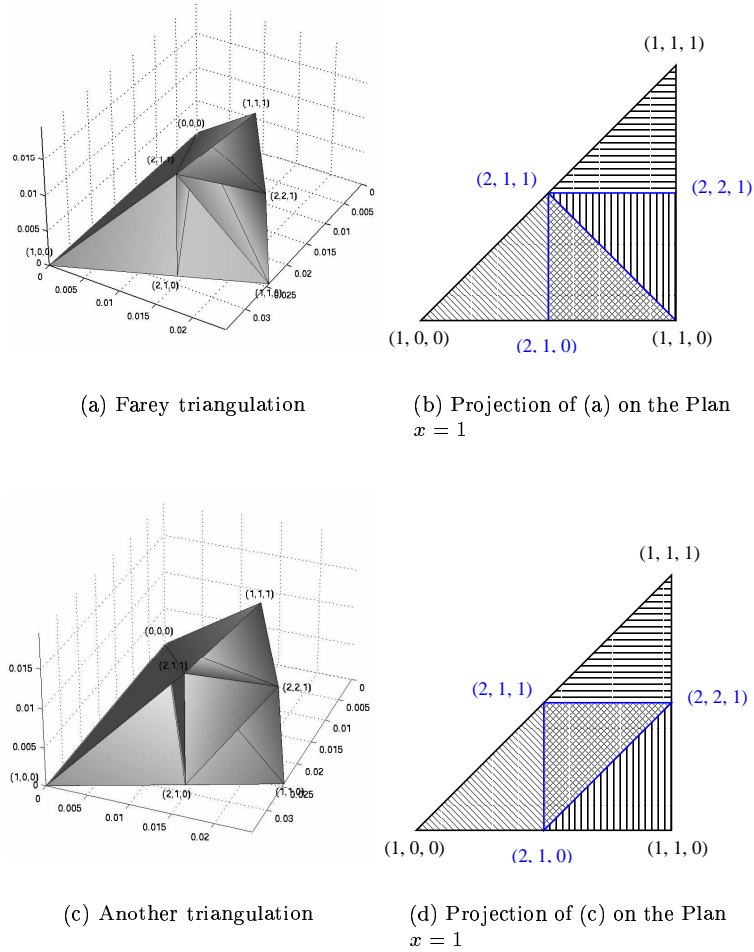 (1,1,1)
(0,0,0)
0.015
(2,1,1)
0.01
(2,2,1)
0
0.005
0.005
0.01
(1,0,0)
0
0.015
0
0.02
0.005
(2,1,0)
0.01
0.025
0.015
0.03
0.02
(1, 1, 1)
(2, 1, 1)
(2, 2, 1)
(1, 0, 0)
(2, 1, 0)
(1, 1, 0)
(a) Farey triangulation
(b) Projection of (a) on the Plan
x = 1
(1,1,1)
(0,0,0)
0.015
(2,1,1)
0.01
(2,2,1)
0
0.005
0.005
0.01
(1,0,0)
0
0.015
0
0.02
0.005
(2,1,0)
0.025
0.01
0.03
0.015
0.02
(1, 1, 1)
(2, 1, 1)
(2, 2, 1)
(1, 0, 0)
(2, 1, 0)
(1, 1, 0)
(c) Another triangulation
(d) Projection of (c) on the Plan
x = 1